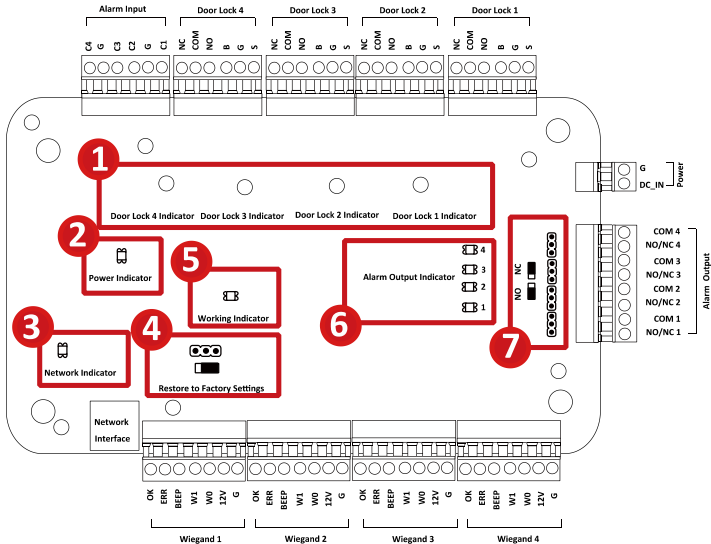 Alarm Input Door Lock 4 Door Lock 3 Door Lock 2 Door Lock 1
C4 G C3 C2 G C1 NC COM NO B G S NC COM NO B G S NC COM NO B G S NC COM NO B G S
1
Door Lock 4 Indicator Door Lock 3 Indicator Door Lock 2 Indicator Door Lock 1 Indicator
G
DC_IN
Power
2
Power Indicator
5
Working Indicator
Alarm Output Indicator
4
3
2
1
6
NC
NO
7
COM 4
NO/NC 4
COM 3
NO/NC 3
COM 2
NO/NC 2
COM 1
NO/NC 1
Alarm Output
3
Network Indicator
4
Restore to Factory Settings
Network
Interface
OK ERR BEEP W1 W0 12V G OK ERR BEEP W1 W0 12V G OK ERR BEEP W1 W0 12V G OK ERR BEEP W1 W0 12V G
Wiegand 1 Wiegand 2 Wiegand 3 Wiegand 4